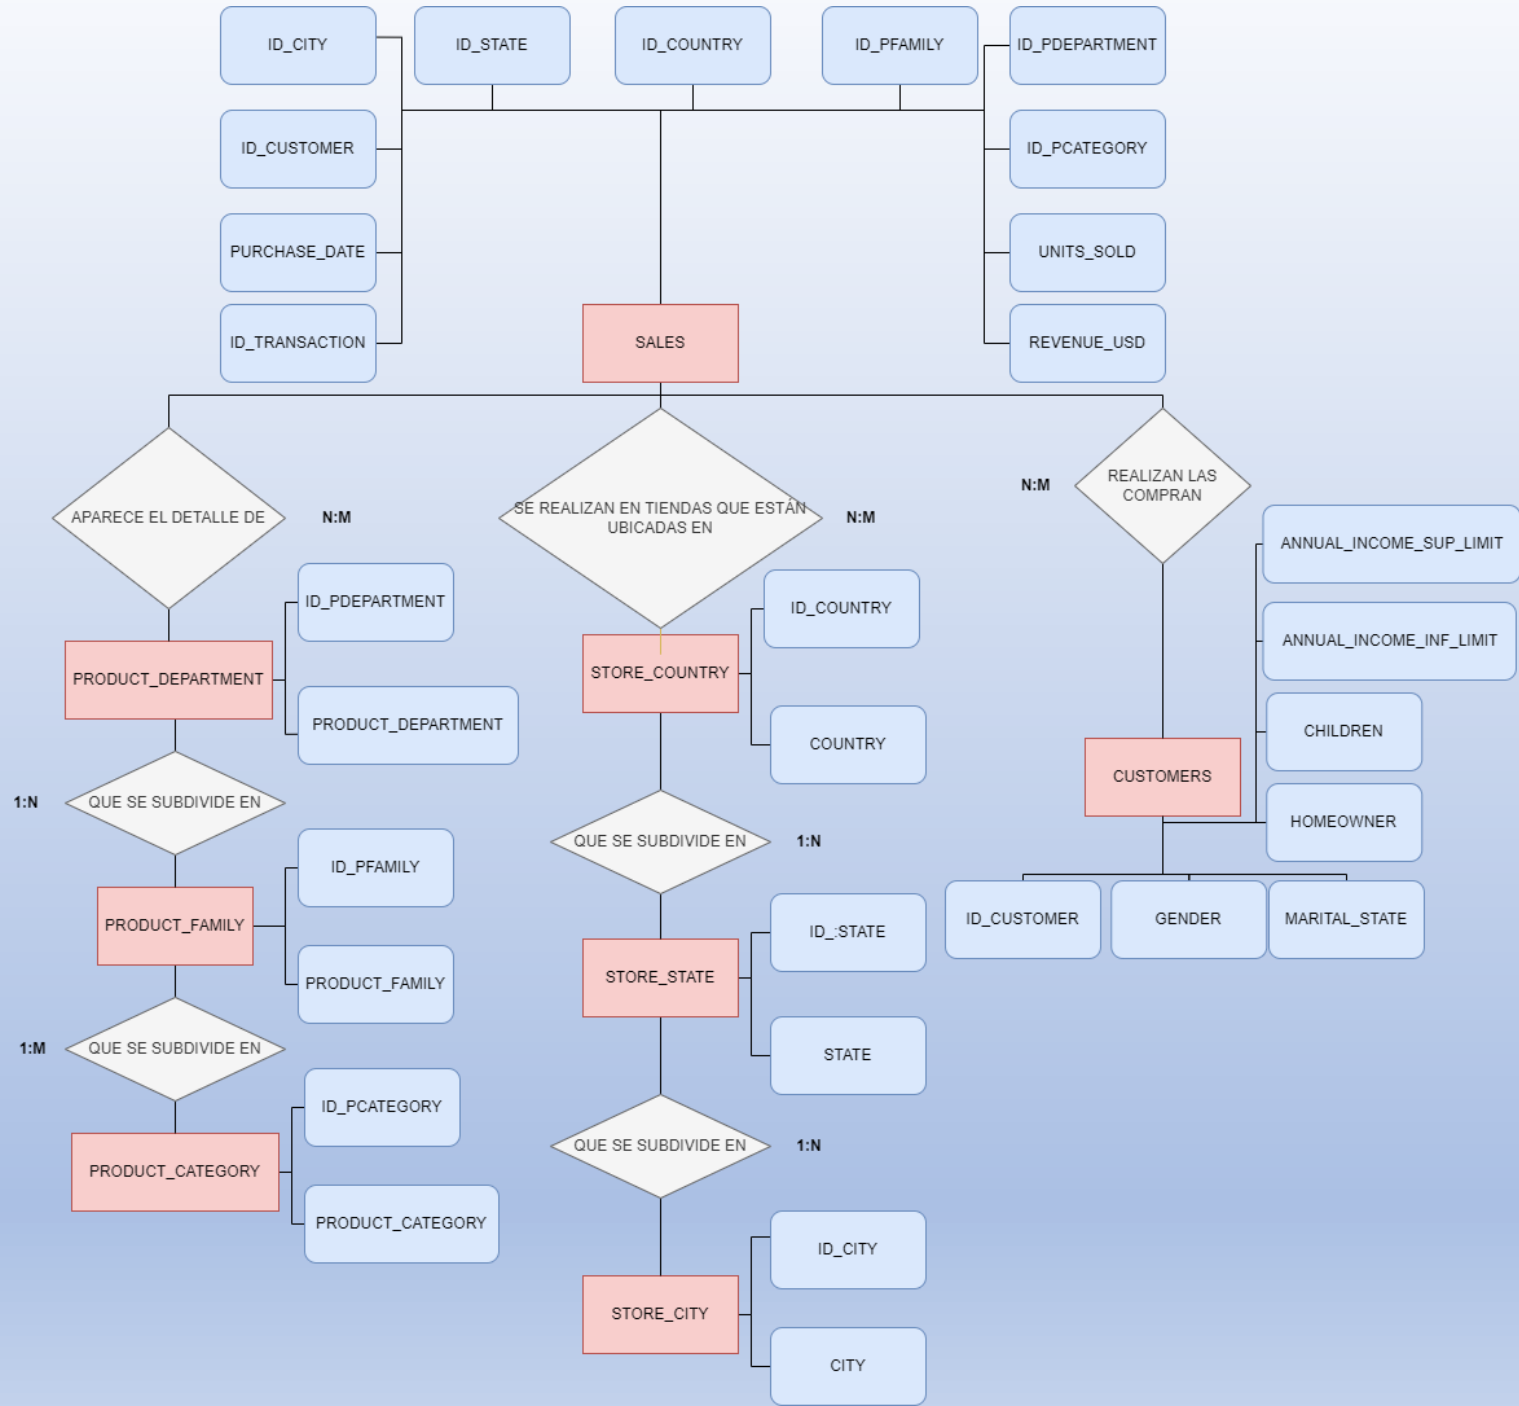 ID_CITY
ID_STATE
ID_COUNTRY
ID_PFAMILY
ID_PDEPARTMENT
ID_CUSTOMER
ID_PCATEGORY
PURCHASE_DATE
UNITS_SOLD
ID_TRANSACTION
SALES
REVENUE_USD
APARECE EL DETALLE DE
N:M
SE REALIZAN EN TIENDAS QUE ESTÁN
UBICADAS EN
N:M
N:M
REALIZAN LAS
COMPRAN
ANNUAL_INCOME_SUP_LIMIT
ID_PDEPARTMENT
ID_COUNTRY
ANNUAL_INCOME_INF_LIMIT
PRODUCT_DEPARTMENT
STORE_COUNTRY
PRODUCT_DEPARTMENT
COUNTRY
CHILDREN
CUSTOMERS
1:N
QUE SE SUBDIVIDE EN
HOMEOWNER
QUE SE SUBDIVIDE EN
1:N
ID_PFAMILY
PRODUCT_FAMILY
ID_CUSTOMER
GENDER
MARITAL_STATE
ID_:STATE
PRODUCT_FAMILY
STORE_STATE
1:M
QUE SE SUBDIVIDE EN
STATE
ID_PCATEGORY
QUE SE SUBDIVIDE EN
1:N
PRODUCT_CATEGORY
PRODUCT_CATEGORY
ID_CITY
STORE_CITY
CITY